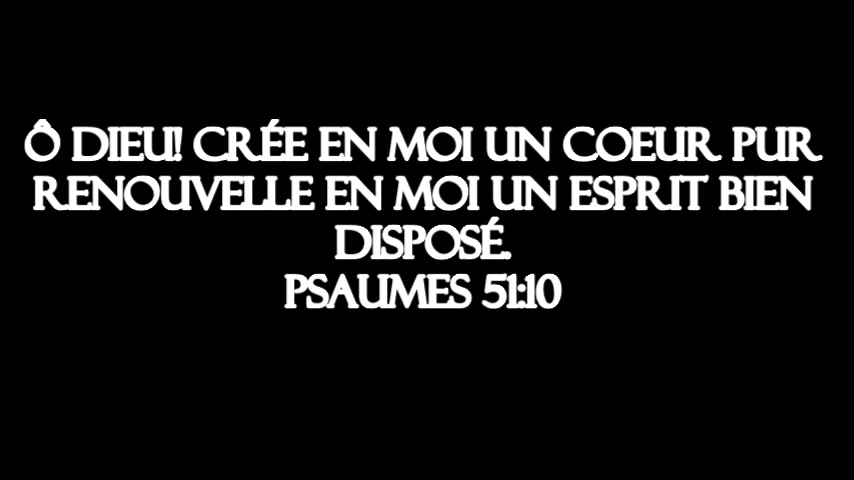 Ô DIEU! CRÉE EN MOI UN COEUR PUR
RENOUVELLE EN MOI UN ESPRIT BIEN
DISPOSÉ.
PSAUMES 51:10